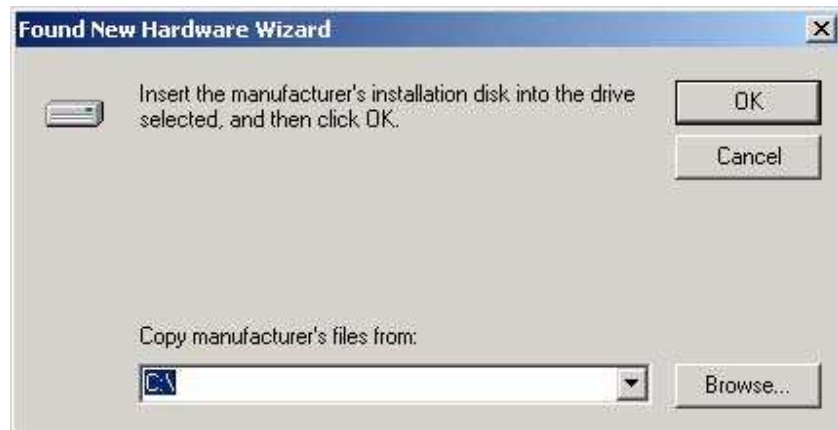 Found New Hardware Wizard
Insert the manufacturer's installation disk into the drive
selected, and then click OK.
OK
Cancel
Copy manufacturer's files from:
C:\
Browse...